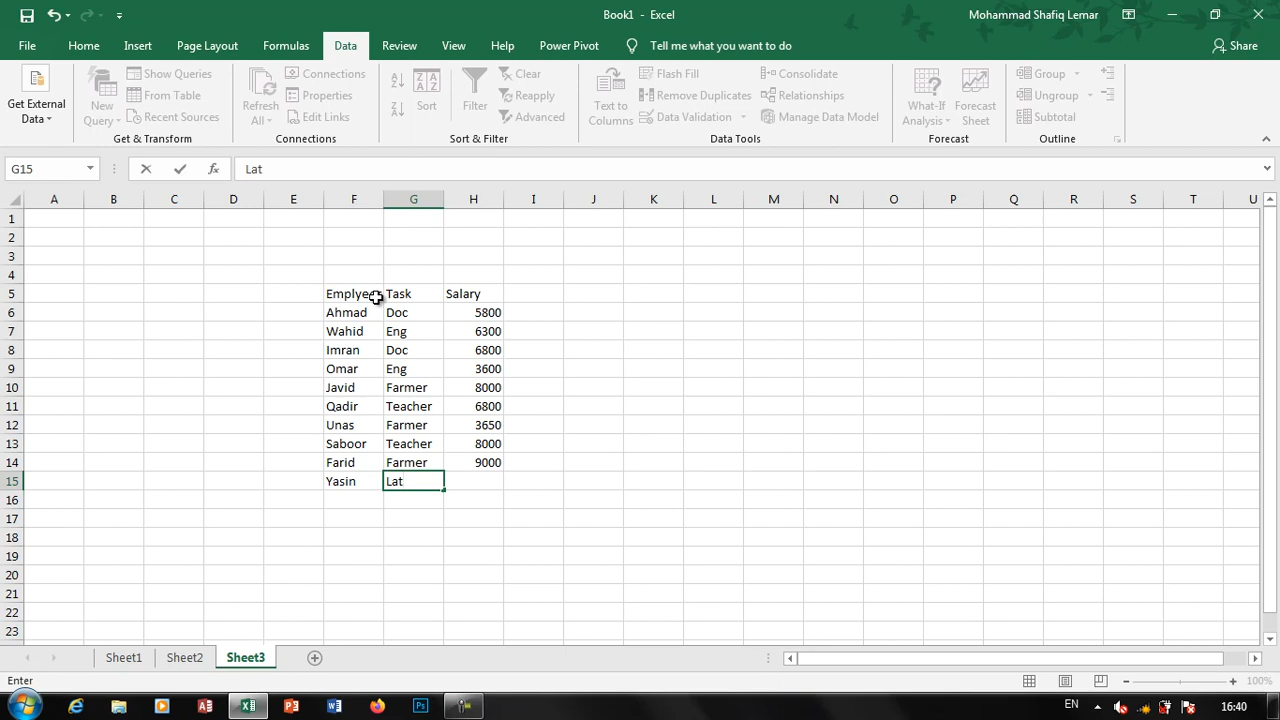 Book1 - Excel
Mohammad Shafiq Lemar
File Home Insert Page Layout Formulas Data Review View Help Power Pivot Tell me what you want to do Share
Get External Data
New Query
Show Queries
From Table
Recent Sources
Get & Transform
Refresh All
Connections
Properties
Edit Links
Connections
Sort
Filter
Clear
Reapply
Advanced
Sort & Filter
Text to Columns
Flash Fill
Remove Duplicates
Data Validation
Consolidate
Relationships
Manage Data Model
Data Tools
What-If Analysis
Forecast Sheet
Forecast
Group
Ungroup
Subtotal
Outline
G15 fx Lat
A B C D E F G H I J K L M N O P Q R S T U
1
2
3
4
5 Emplye Task Salary
6 Ahmad Doc 5800
7 Wahid Eng 6300
8 Imran Doc 6800
9 Omar Eng 3600
10 Javid Farmer 8000
11 Qadir Teacher 6800
12 Unas Farmer 3650
13 Saboor Teacher 8000
14 Farid Farmer 9000
15 Yasin Lat
16
17
18
19
20
21
22
23
Sheet1 Sheet2 Sheet3
Enter 100%
EN 16:40